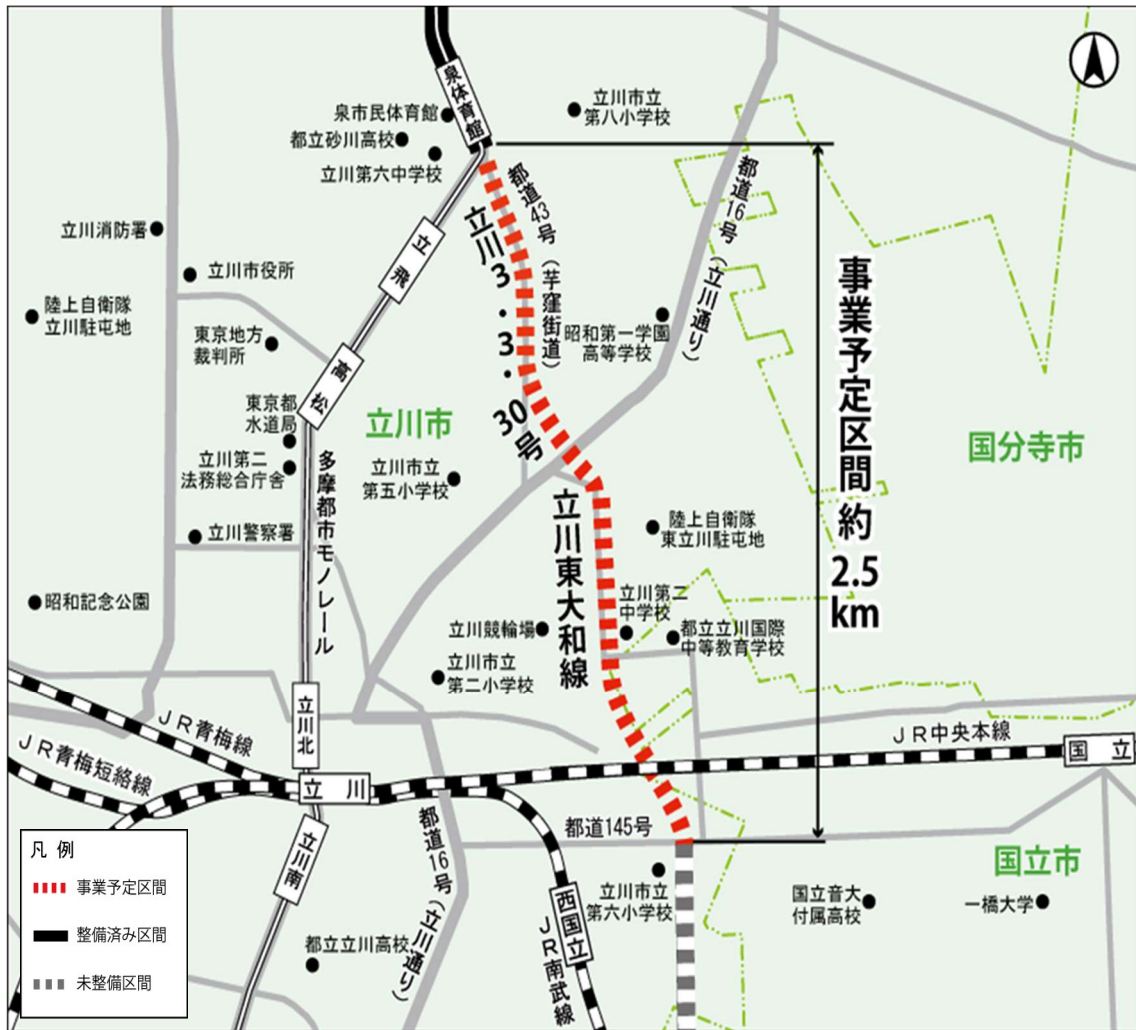 泉体育館
泉市民体育館
都立砂川高校
立川第六中学校
立川市立
第八小学校
都道43号(芋窪街道)
都道16号(立川通り)
立川3・3・30号
立川消防署
立川市役所
陸上自衛隊
立川駐屯地
東京地方
裁判所
立飛
高松
昭和第一学園
高等学校
事業予定区間 約
2.5
km
東京都
水道局
立川第二
法務総合庁舎
立川市
立川市立
第五小学校
国分寺市
多摩都市モノレール
立川警察署
昭和記念公園
立川東大和線
陸上自衛隊
東立川駐屯地
立川第二
中学校
都立立川国際
中等教育学校
立川競輪場
立川市立
第二小学校
立川北
JR青梅線
JR青梅短絡線
立川
JR中央本線
国立
立川南
都道16号(立川通り)
都道145号
国立市
西国立
JR南武線
立川市立
第六小学校
国立音大
付属高校
一橋大学
都立立川高校
凡例
事業予定区間
整備済み区間
未整備区間